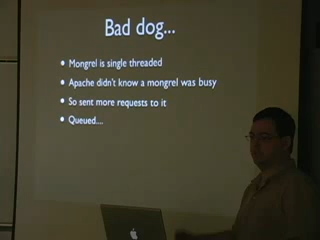 Bad dog...
• Mongrel is single threaded
• Apache didn't know a mongrel was busy
• So sent more requests to it
• Queued....